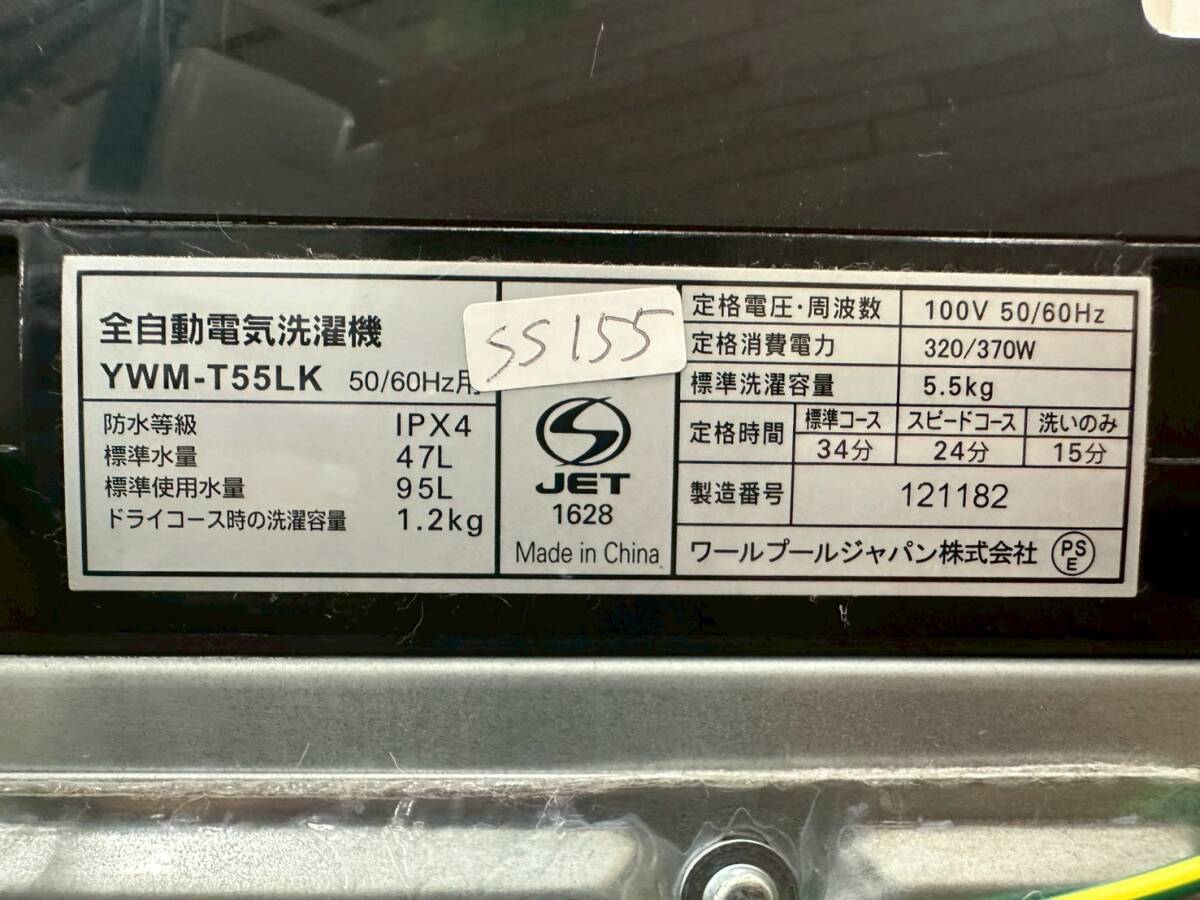 全自動電気洗濯機
YWM-T55LK 50/60Hz用
防水等級 IPX4
標準水量 47L
標準使用水量 95L
ドライコース時の洗濯容量 1.2kg
SS155
JET
1628
Made in China
定格電圧・周波数 100V 50/60Hz
定格消費電力 320/370W
標準洗濯容量 5.5kg
定格時間 標準コース スピードコース 洗いのみ
34分 24分 15分
製造番号 121182
ワールプールジャパン株式会社 PSE